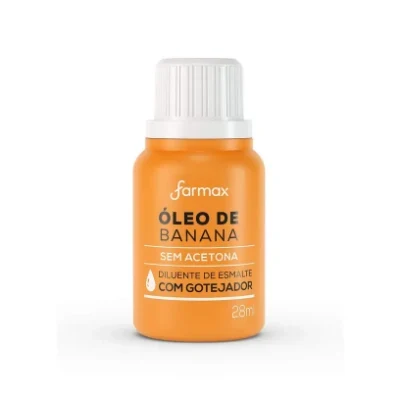 farmax
ÓLEO DE
BANANA
SEM ACETONA
DILUENTE DE ESMALTE
COM GOTEJADOR
28ml